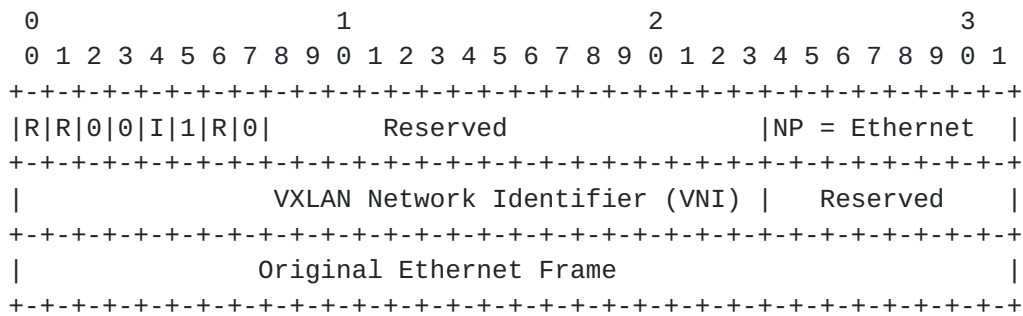 0                   1                   2                   3
 0 1 2 3 4 5 6 7 8 9 0 1 2 3 4 5 6 7 8 9 0 1 2 3 4 5 6 7 8 9 0 1
+-+-+-+-+-+-+-+-+-+-+-+-+-+-+-+-+-+-+-+-+-+-+-+-+-+-+-+-+-+-+-+-+
|R|R|0|0|I|1|R|0|       Reserved                |NP = Ethernet  |
+-+-+-+-+-+-+-+-+-+-+-+-+-+-+-+-+-+-+-+-+-+-+-+-+-+-+-+-+-+-+-+-+
|                VXLAN Network Identifier (VNI) |   Reserved    |
+-+-+-+-+-+-+-+-+-+-+-+-+-+-+-+-+-+-+-+-+-+-+-+-+-+-+-+-+-+-+-+-+
|               Original Ethernet Frame                         |
+-+-+-+-+-+-+-+-+-+-+-+-+-+-+-+-+-+-+-+-+-+-+-+-+-+-+-+-+-+-+-+-+